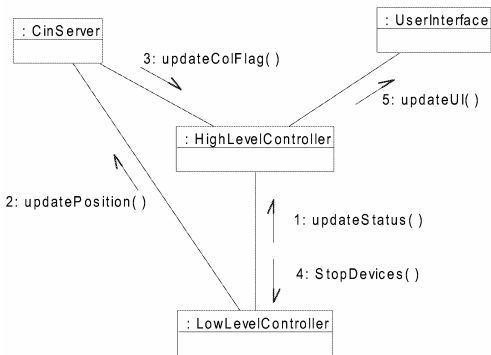 : CinServer
: UserInterface
3: updateColFlag( )
5: updateUI( )
: HighLevelController
2: updatePosition( )
1: updateStatus( )
4: StopDevices( )
: LowLevelController